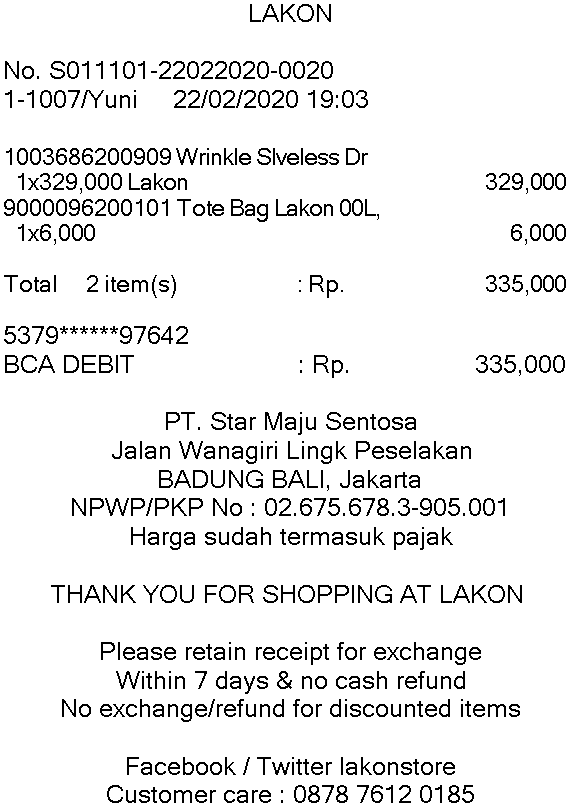 LAKON
No. S011101-22022020-0020
1-1007/Yuni 22/02/2020 19:03
1003686200909 Wrinkle Slveless Dr
1x329,000 Lakon 329,000
9000096200101 Tote Bag Lakon 00L,
1x6,000 6,000
Total 2 item(s) : Rp. 335,000
5379******97642
BCA DEBIT : Rp. 335,000
PT. Star Maju Sentosa
Jalan Wanagiri Lingk Peselakan
BADUNG BALI, Jakarta
NPWP/PKP No : 02.675.678.3-905.001
Harga sudah termasuk pajak
THANK YOU FOR SHOPPING AT LAKON
Please retain receipt for exchange
Within 7 days & no cash refund
No exchange/refund for discounted items
Facebook / Twitter lakonstore
Customer care : 0878 7612 0185